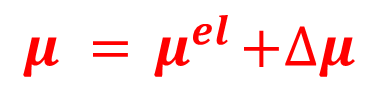 μ = μ^{el} + Δμ